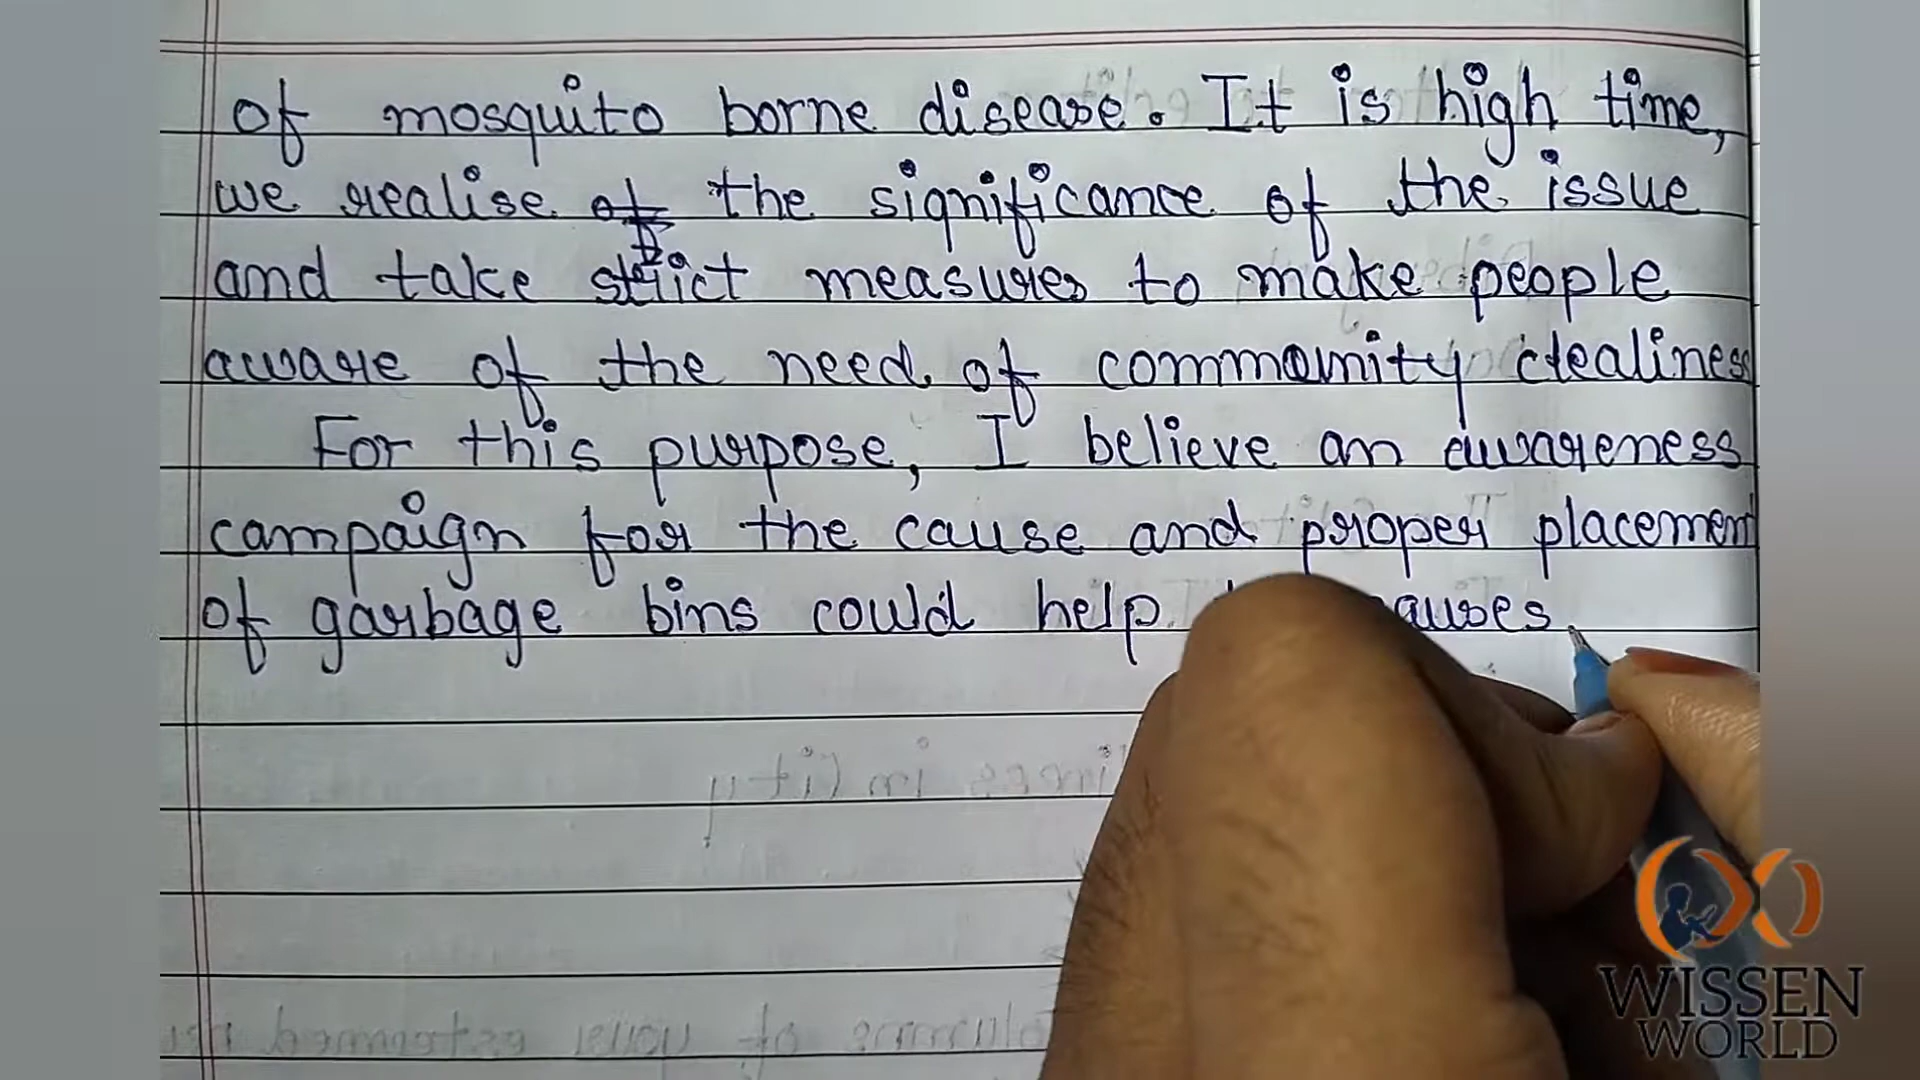 of mosquito borne disease. It is high time,
we realise of the significance of the issue
and take strict measures to make people
aware of the need of community clealiness
For this purpose, I believe an awareness
campaign for the cause and proper placemen
of garbage bins could help causes.
WISSEN
WORLD